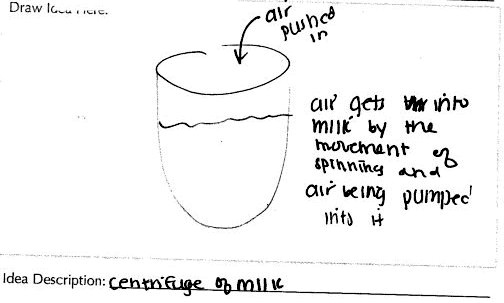 Draw Idea Here:
air
pushed
in
air gets into
milk by the
movement of
spinning and
air being pumped
into it
Idea Description: centrifuge of milk